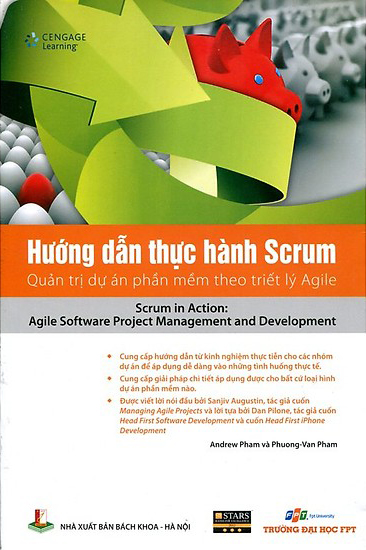 CENGAGE
Learning™
Hướng dẫn thực hành Scrum
Quản trị dự án phần mềm theo triết lý Agile
Scrum in Action:
Agile Software Project Management and Development
Cung cấp hướng dẫn từ kinh nghiệm thực tiễn cho các nhóm
dự án để áp dụng dễ dàng vào những tình huống thực tế.
Cung cấp giải pháp chi tiết áp dụng được cho bất cứ loại hình
dự án phần mềm nào.
Được viết lời nói đầu bởi Sanjiv Augustin, tác giả cuốn
Managing Agile Projects và lời tựa bởi Dan Pilone, tác giả cuốn
Head First Software Development và cuốn Head First iPhone
Development
Andrew Pham và Phuong-Van Pham
NHÀ XUẤT BẢN BÁCH KHOA - HÀ NỘI
STARS
FPT Fpt University
TRƯỜNG ĐẠI HỌC FPT